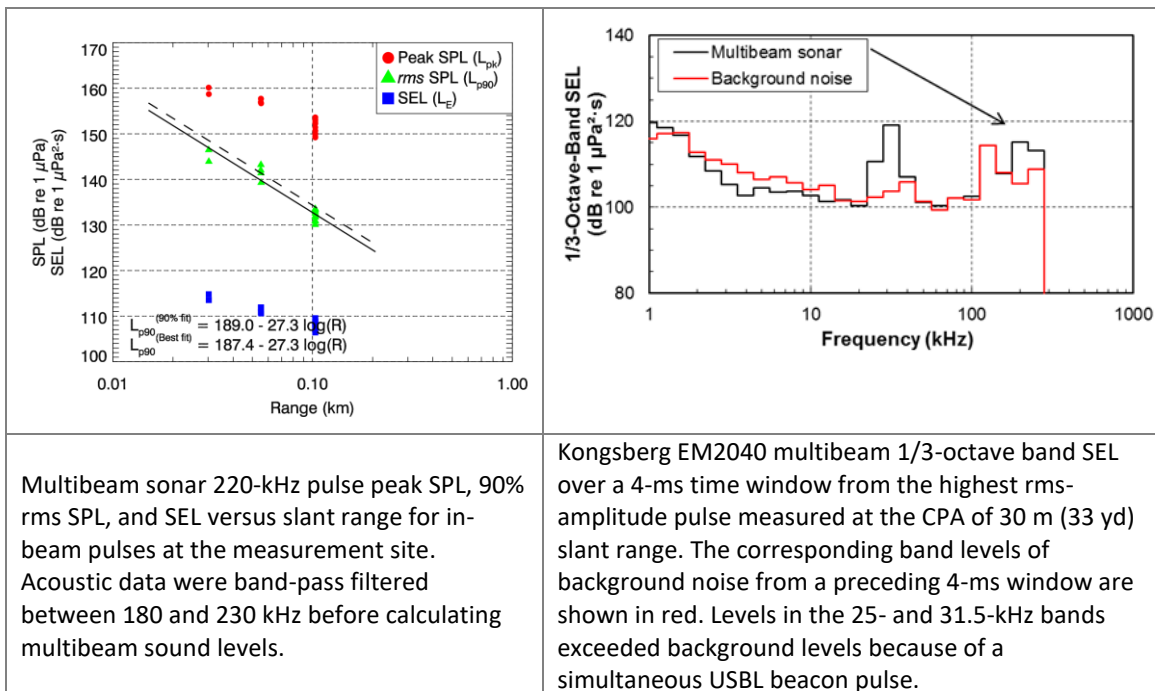 170
160
150
140
130
120
110
100
SPL (dB re 1 µPa)
SEL (dB re 1 µPa²·s)
Peak SPL (Lpk)
rms SPL (Lp90)
SEL (LE)
Lp90(90% fit) = 189.0 - 27.3 log(R)
Lp90(Best fit) = 187.4 - 27.3 log(R)
0.01 0.10 1.00
Range (km)
140
120
100
80
1/3-Octave-Band SEL
(dB re 1 µPa²·s)
Multibeam sonar
Background noise
1 10 100 1000
Frequency (kHz)
Multibeam sonar 220-kHz pulse peak SPL, 90%
rms SPL, and SEL versus slant range for in-
beam pulses at the measurement site.
Acoustic data were band-pass filtered
between 180 and 230 kHz before calculating
multibeam sound levels.
Kongsberg EM2040 multibeam 1/3-octave band SEL
over a 4-ms time window from the highest rms-
amplitude pulse measured at the CPA of 30 m (33 yd)
slant range. The corresponding band levels of
background noise from a preceding 4-ms window are
shown in red. Levels in the 25- and 31.5-kHz bands
exceeded background levels because of a
simultaneous USBL beacon pulse.